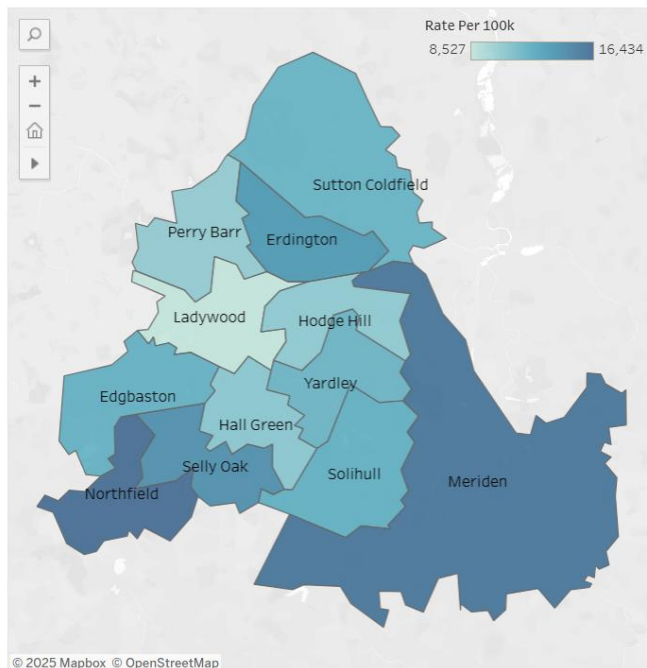 Rate Per 100k
8,527
16,434
Sutton Coldfield
Perry Barr
Erdington
Ladywood
Hodge Hill
Yardley
Edgbaston
Hall Green
Selly Oak
Solihull
Meriden
Northfield
© 2025 Mapbox © OpenStreetMap